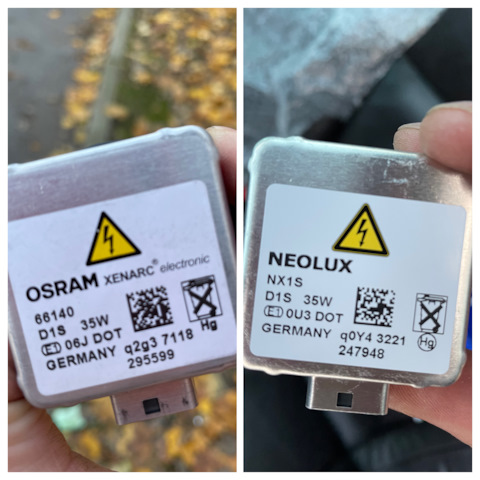 OSRAM XENARC® electronic
66140
D1S 35W
E1 06J DOT
GERMANY q2g3 7118
295599
Hg
NEOLUX
NX1S
D1S 35W
E1 0U3 DOT
GERMANY q0Y4 3221
247948
Hg